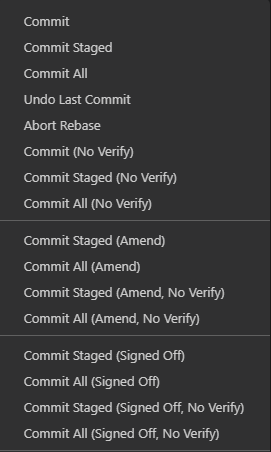 Commit
Commit Staged
Commit All
Undo Last Commit
Abort Rebase
Commit (No Verify)
Commit Staged (No Verify)
Commit All (No Verify)
Commit Staged (Amend)
Commit All (Amend)
Commit Staged (Amend, No Verify)
Commit All (Amend, No Verify)
Commit Staged (Signed Off)
Commit All (Signed Off)
Commit Staged (Signed Off, No Verify)
Commit All (Signed Off, No Verify)